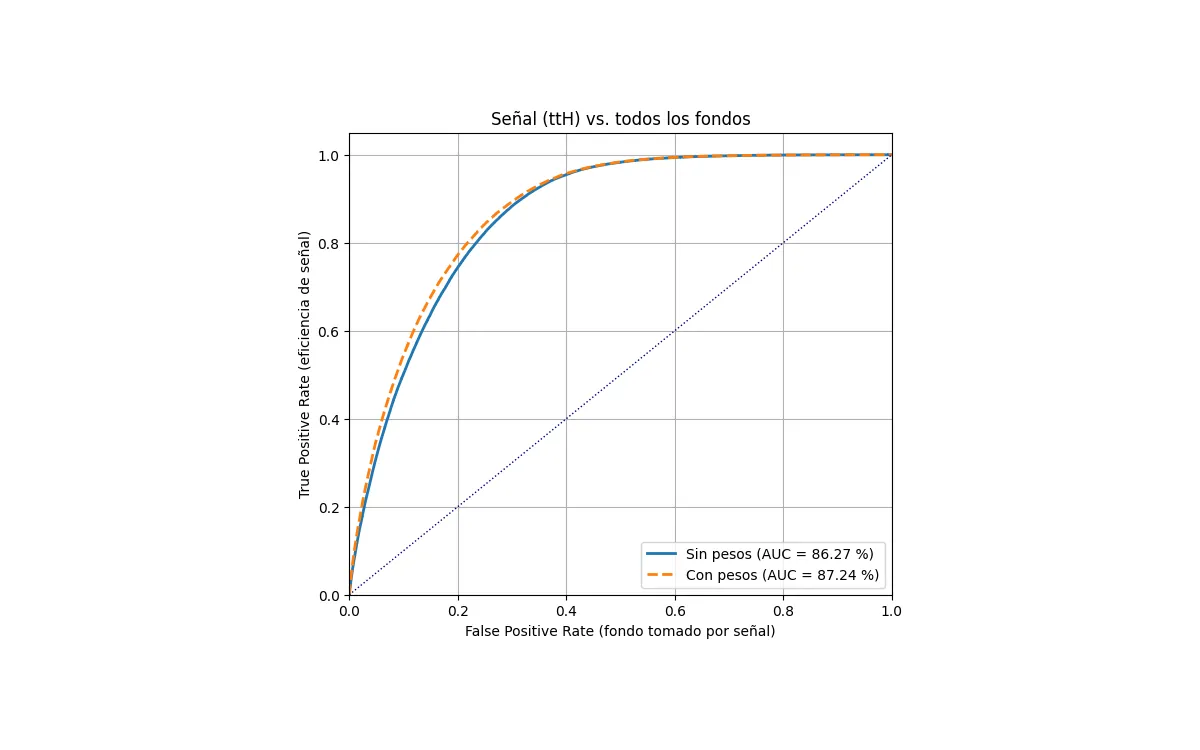 Señal (ttH) vs. todos los fondos
True Positive Rate (eficiencia de señal)
1.0
0.8
0.6
0.4
0.2
0.0
Sin pesos (AUC = 86.27 %)
Con pesos (AUC = 87.24 %)
0.0 0.2 0.4 0.6 0.8 1.0
False Positive Rate (fondo tomado por señal)